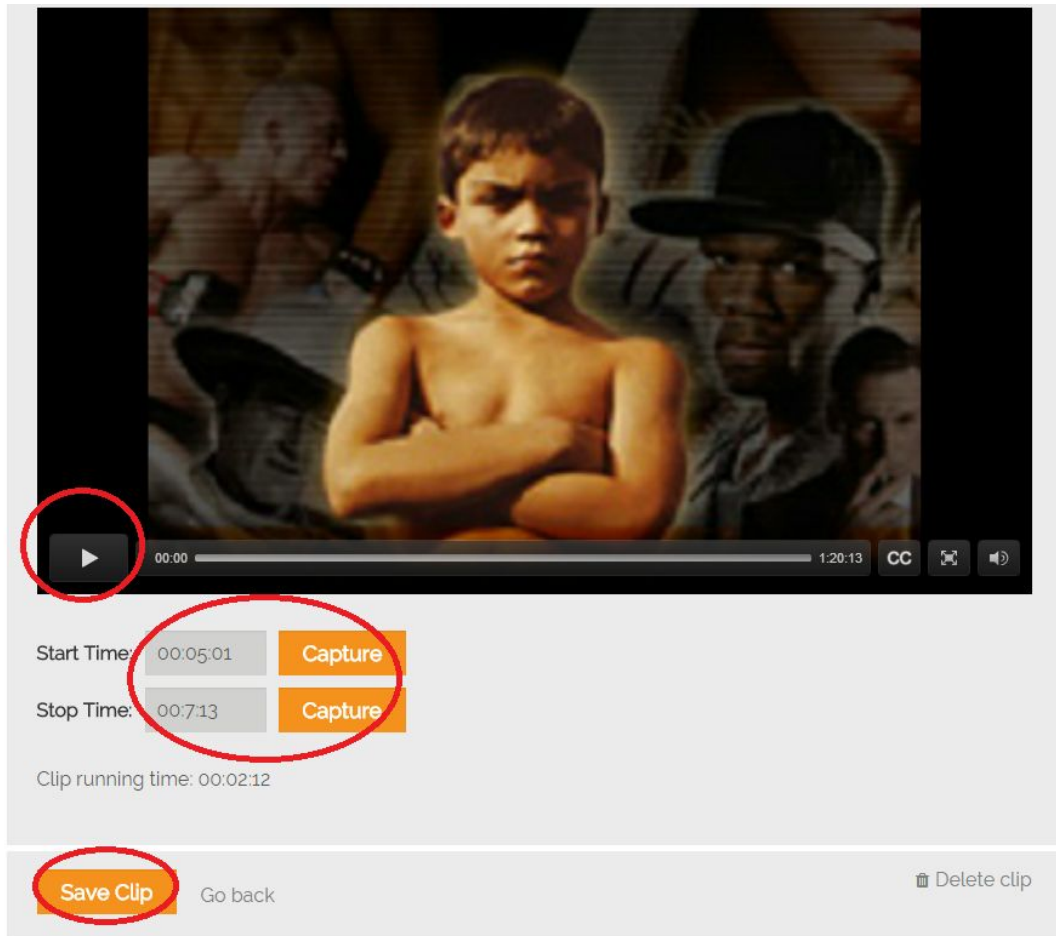 00:00 1:20:13 CC
Start Time: 00:05:01 Capture
Stop Time: 00:7:13 Capture
Clip running time: 00:02:12
Save Clip Go back Delete clip